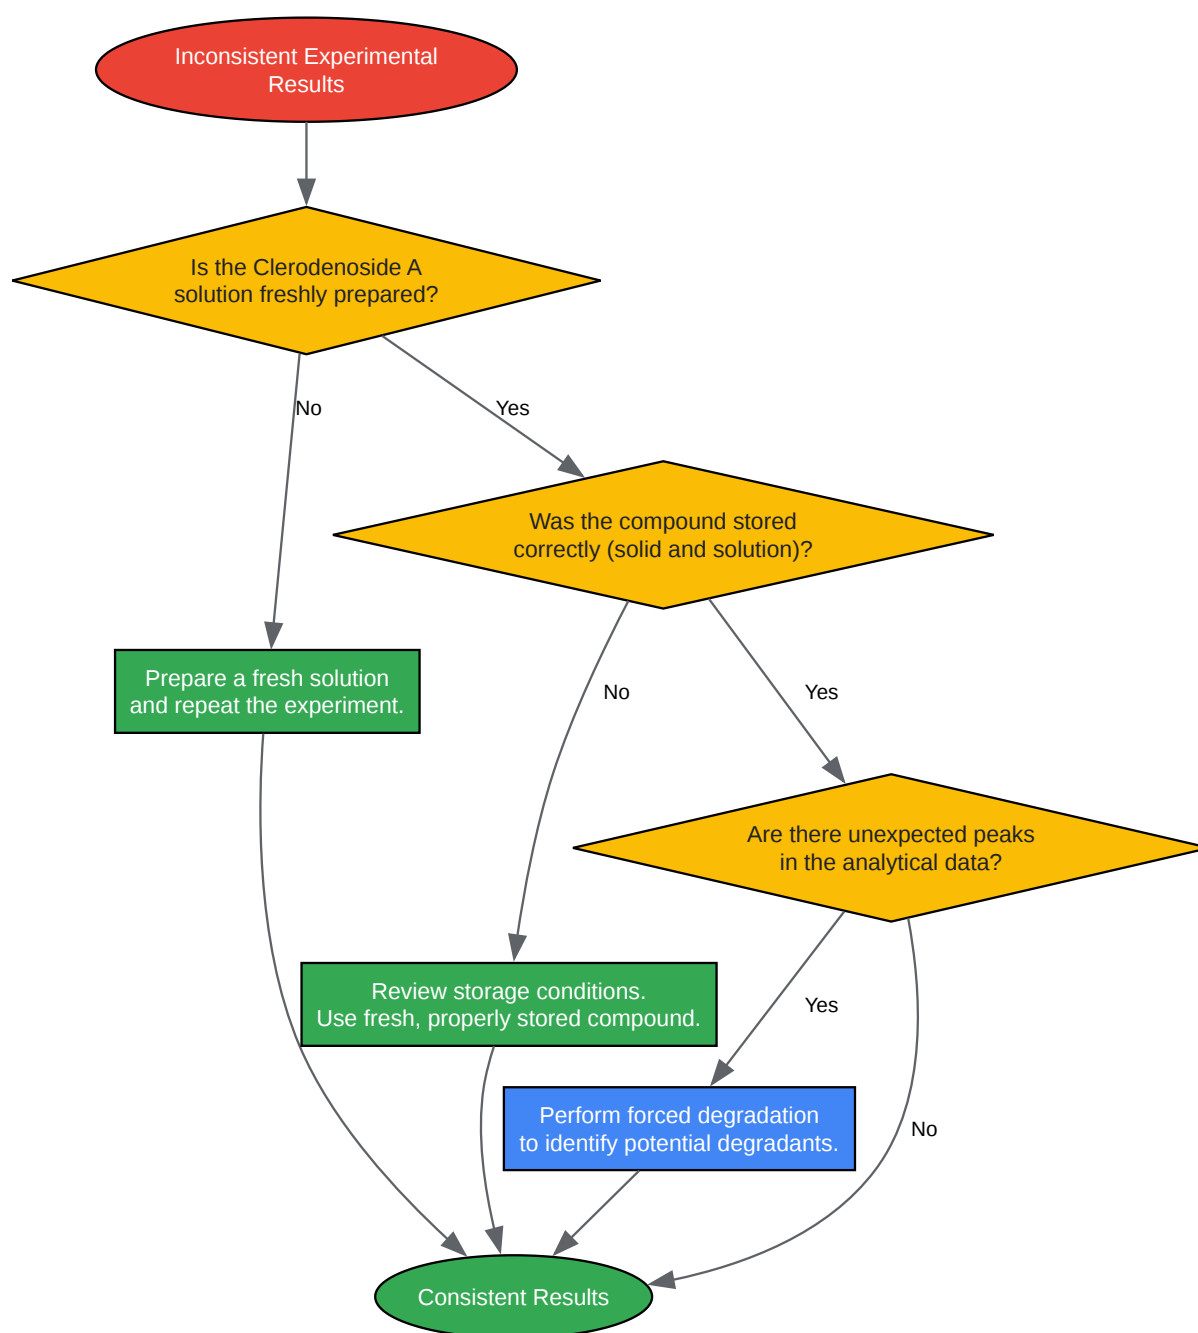 Inconsistent Experimental
Results
Is the Clerodenoside A
solution freshly prepared?
No
Yes
Was the compound stored
correctly (solid and solution)?
Prepare a fresh solution
and repeat the experiment.
No
Yes
Are there unexpected peaks
in the analytical data?
Review storage conditions.
Use fresh, properly stored compound.
Yes
Perform forced degradation
to identify potential degradants.
No
Consistent Results